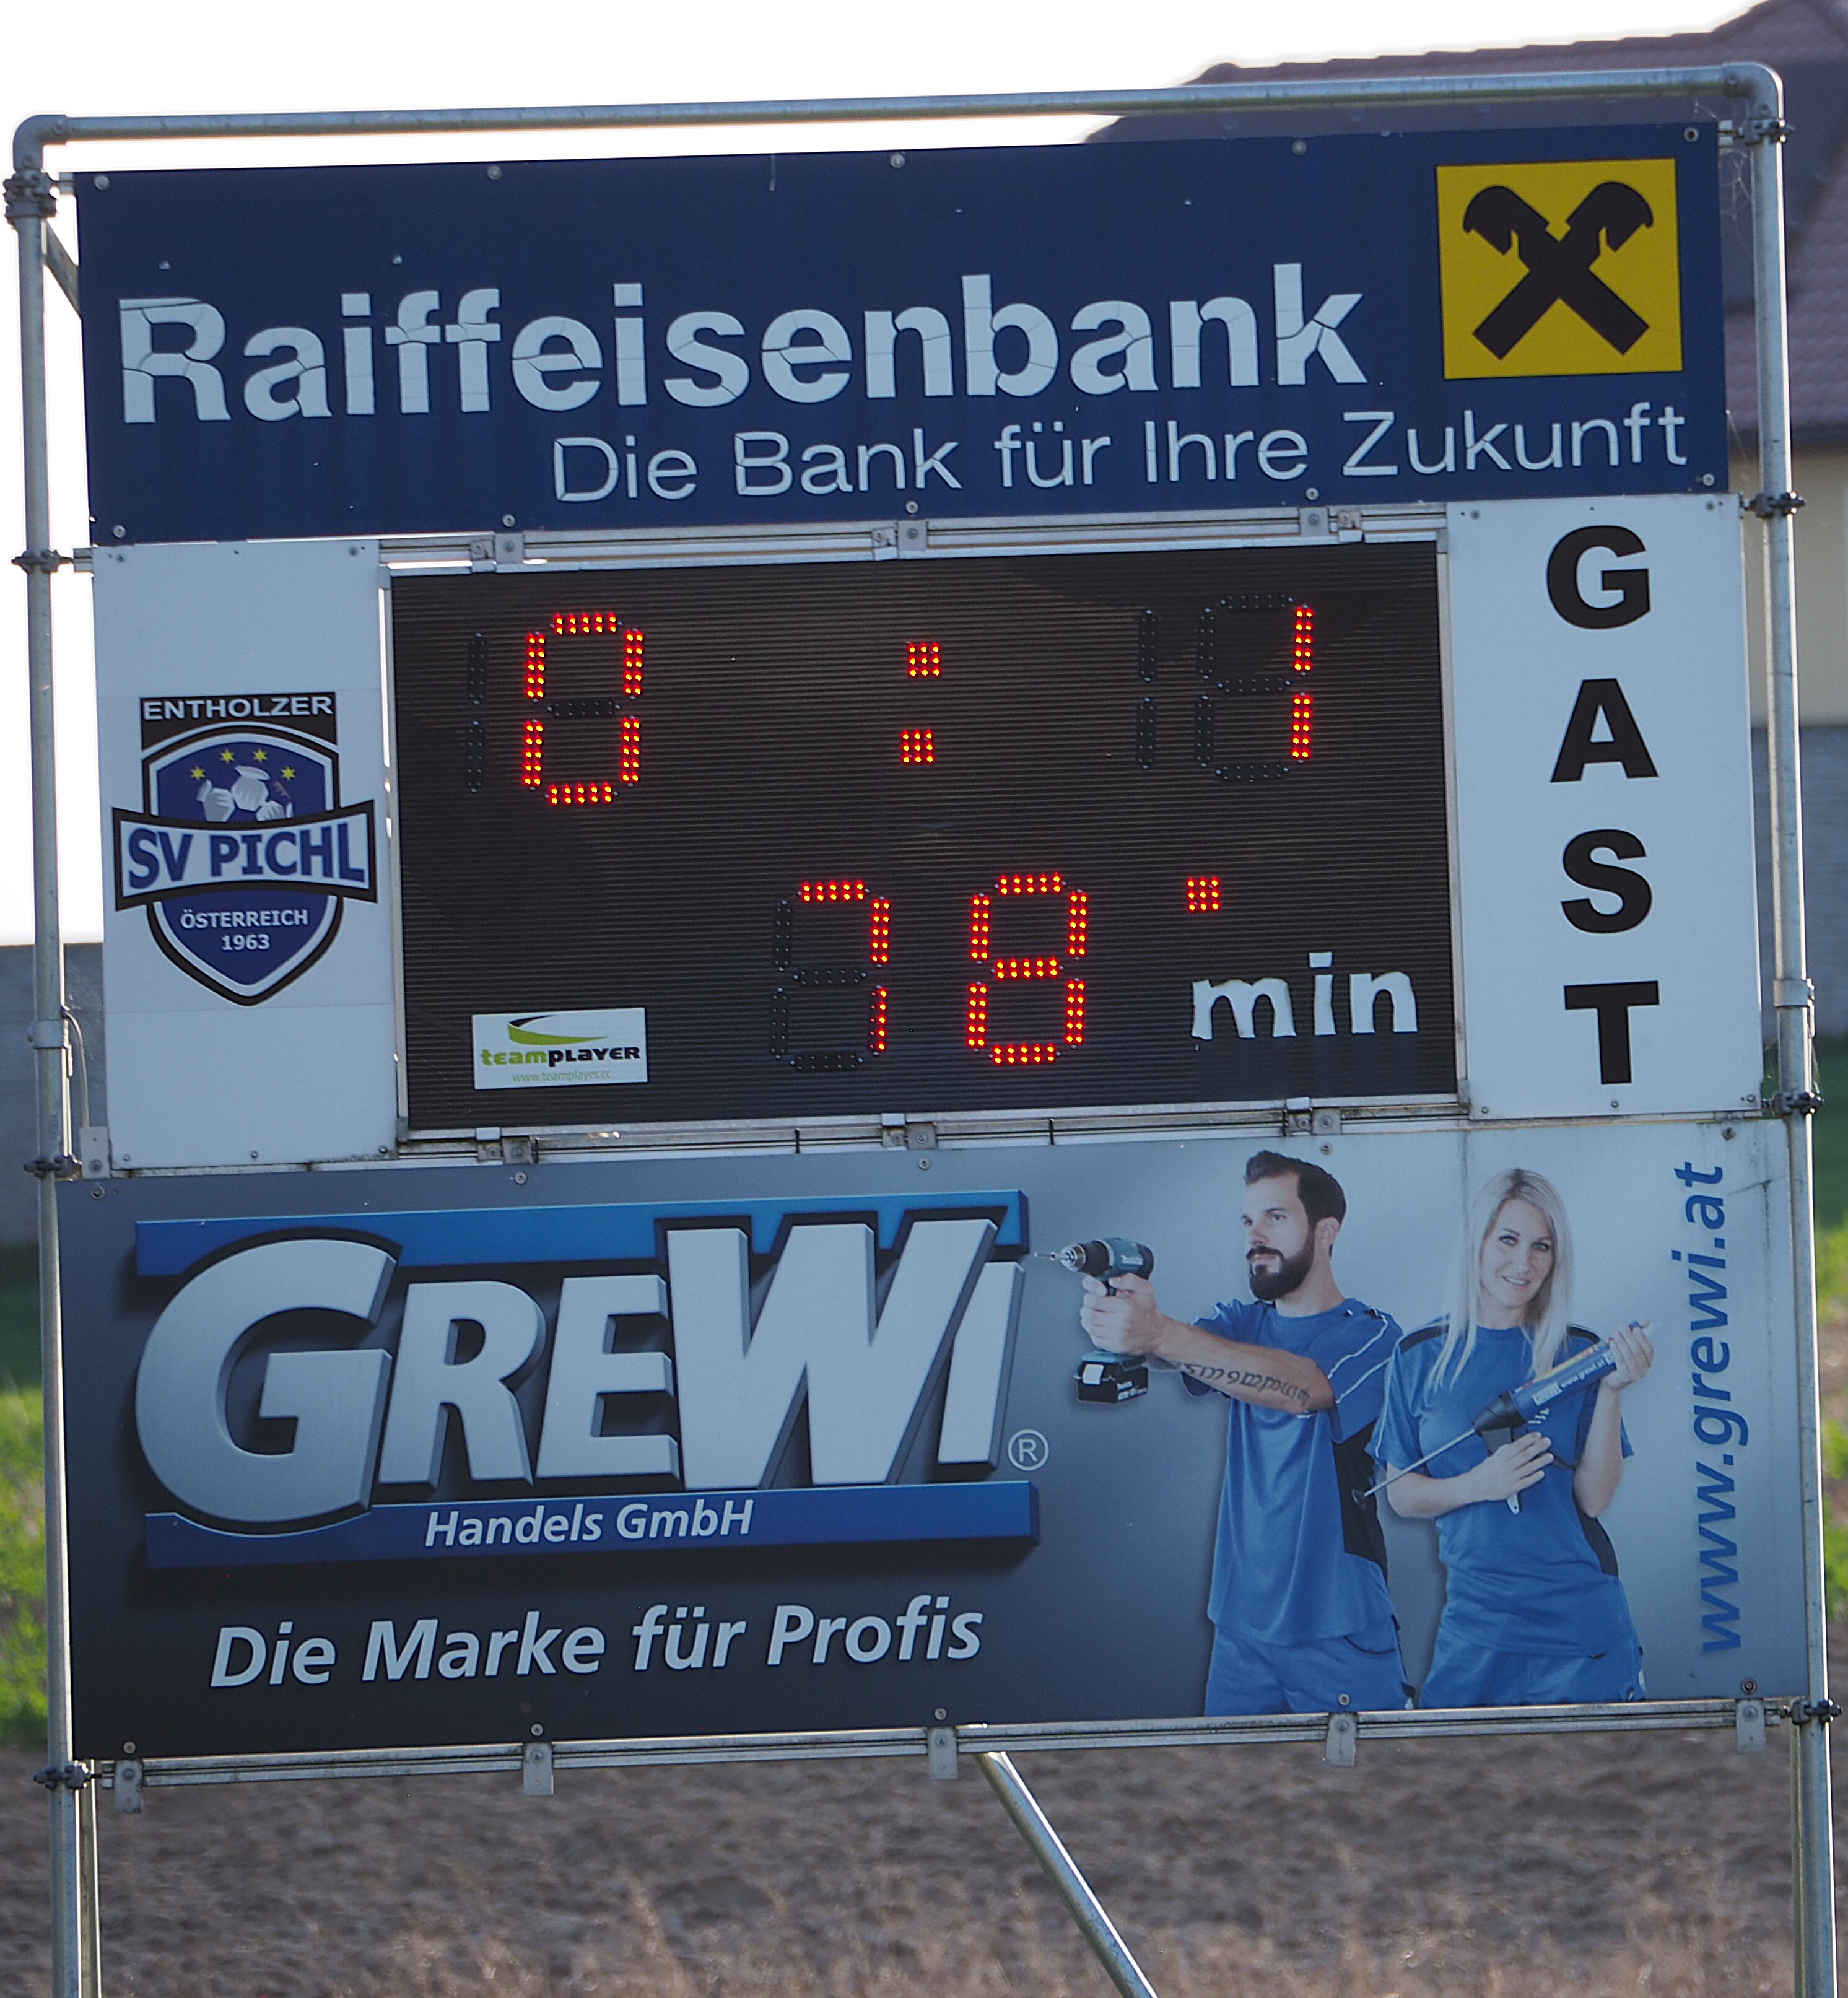 Raiffeisenbank
Die Bank für Ihre Zukunft
ENTHOLZER
SV PICHL
ÖSTERREICH
1963
0 : 1
78 '
min
teamPLAYER
www.teamplayer.cc
GAST
GREWI®
Handels GmbH
Die Marke für Profis
www.grewi.at